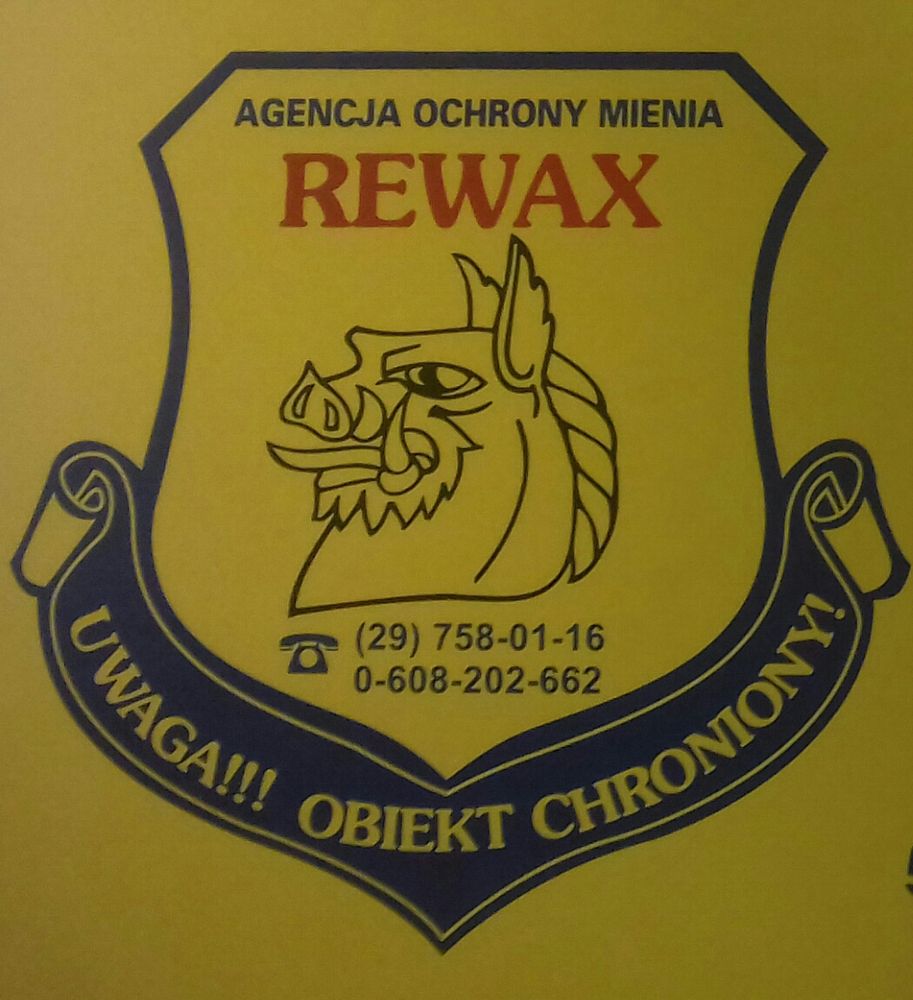 AGENCJA OCHRONY MIENIA
REWAX
(29) 758-01-16
0-608-202-662
UWAGA!!! OBIEKT CHRONIONY!